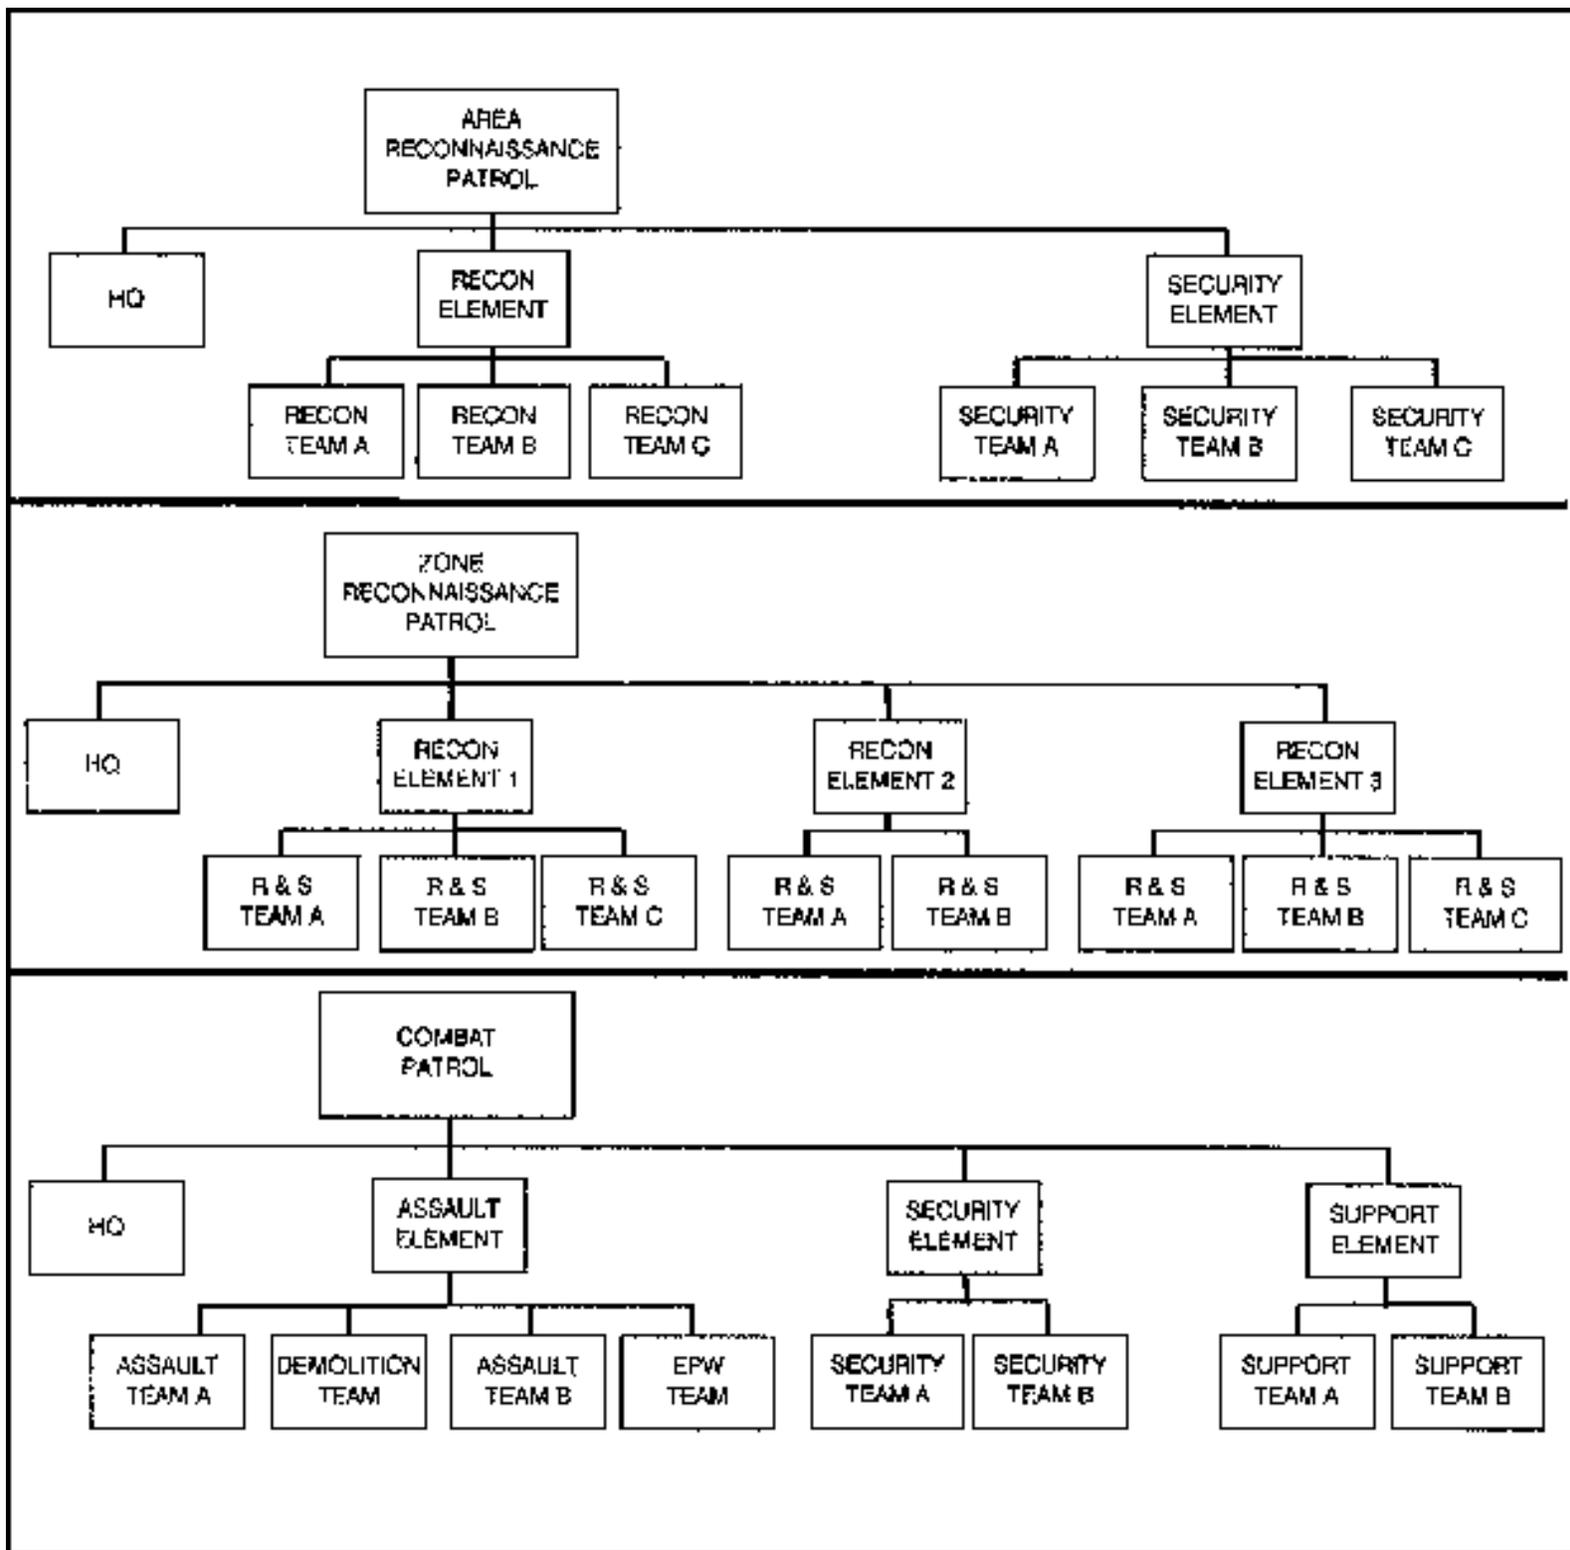 AREA
RECONNAISSANCE
PATROL
HQ
RECON
ELEMENT
SECURITY
ELEMENT
RECON
TEAM A
RECON
TEAM B
RECON
TEAM C
SECURITY
TEAM A
SECURITY
TEAM B
SECURITY
TEAM C
ZONE
RECONNAISSANCE
PATROL
HQ
RECON
ELEMENT 1
RECON
ELEMENT 2
RECON
ELEMENT 3
R & S
TEAM A
R & S
TEAM B
R & S
TEAM C
R & S
TEAM A
R & S
TEAM B
R & S
TEAM A
R & S
TEAM B
R & S
TEAM C
COMBAT
PATROL
HQ
ASSAULT
ELEMENT
SECURITY
ELEMENT
SUPPORT
ELEMENT
ASSAULT
TEAM A
DEMOLITION
TEAM
ASSAULT
TEAM B
EPW
TEAM
SECURITY
TEAM A
SECURITY
TEAM B
SUPPORT
TEAM A
SUPPORT
TEAM B